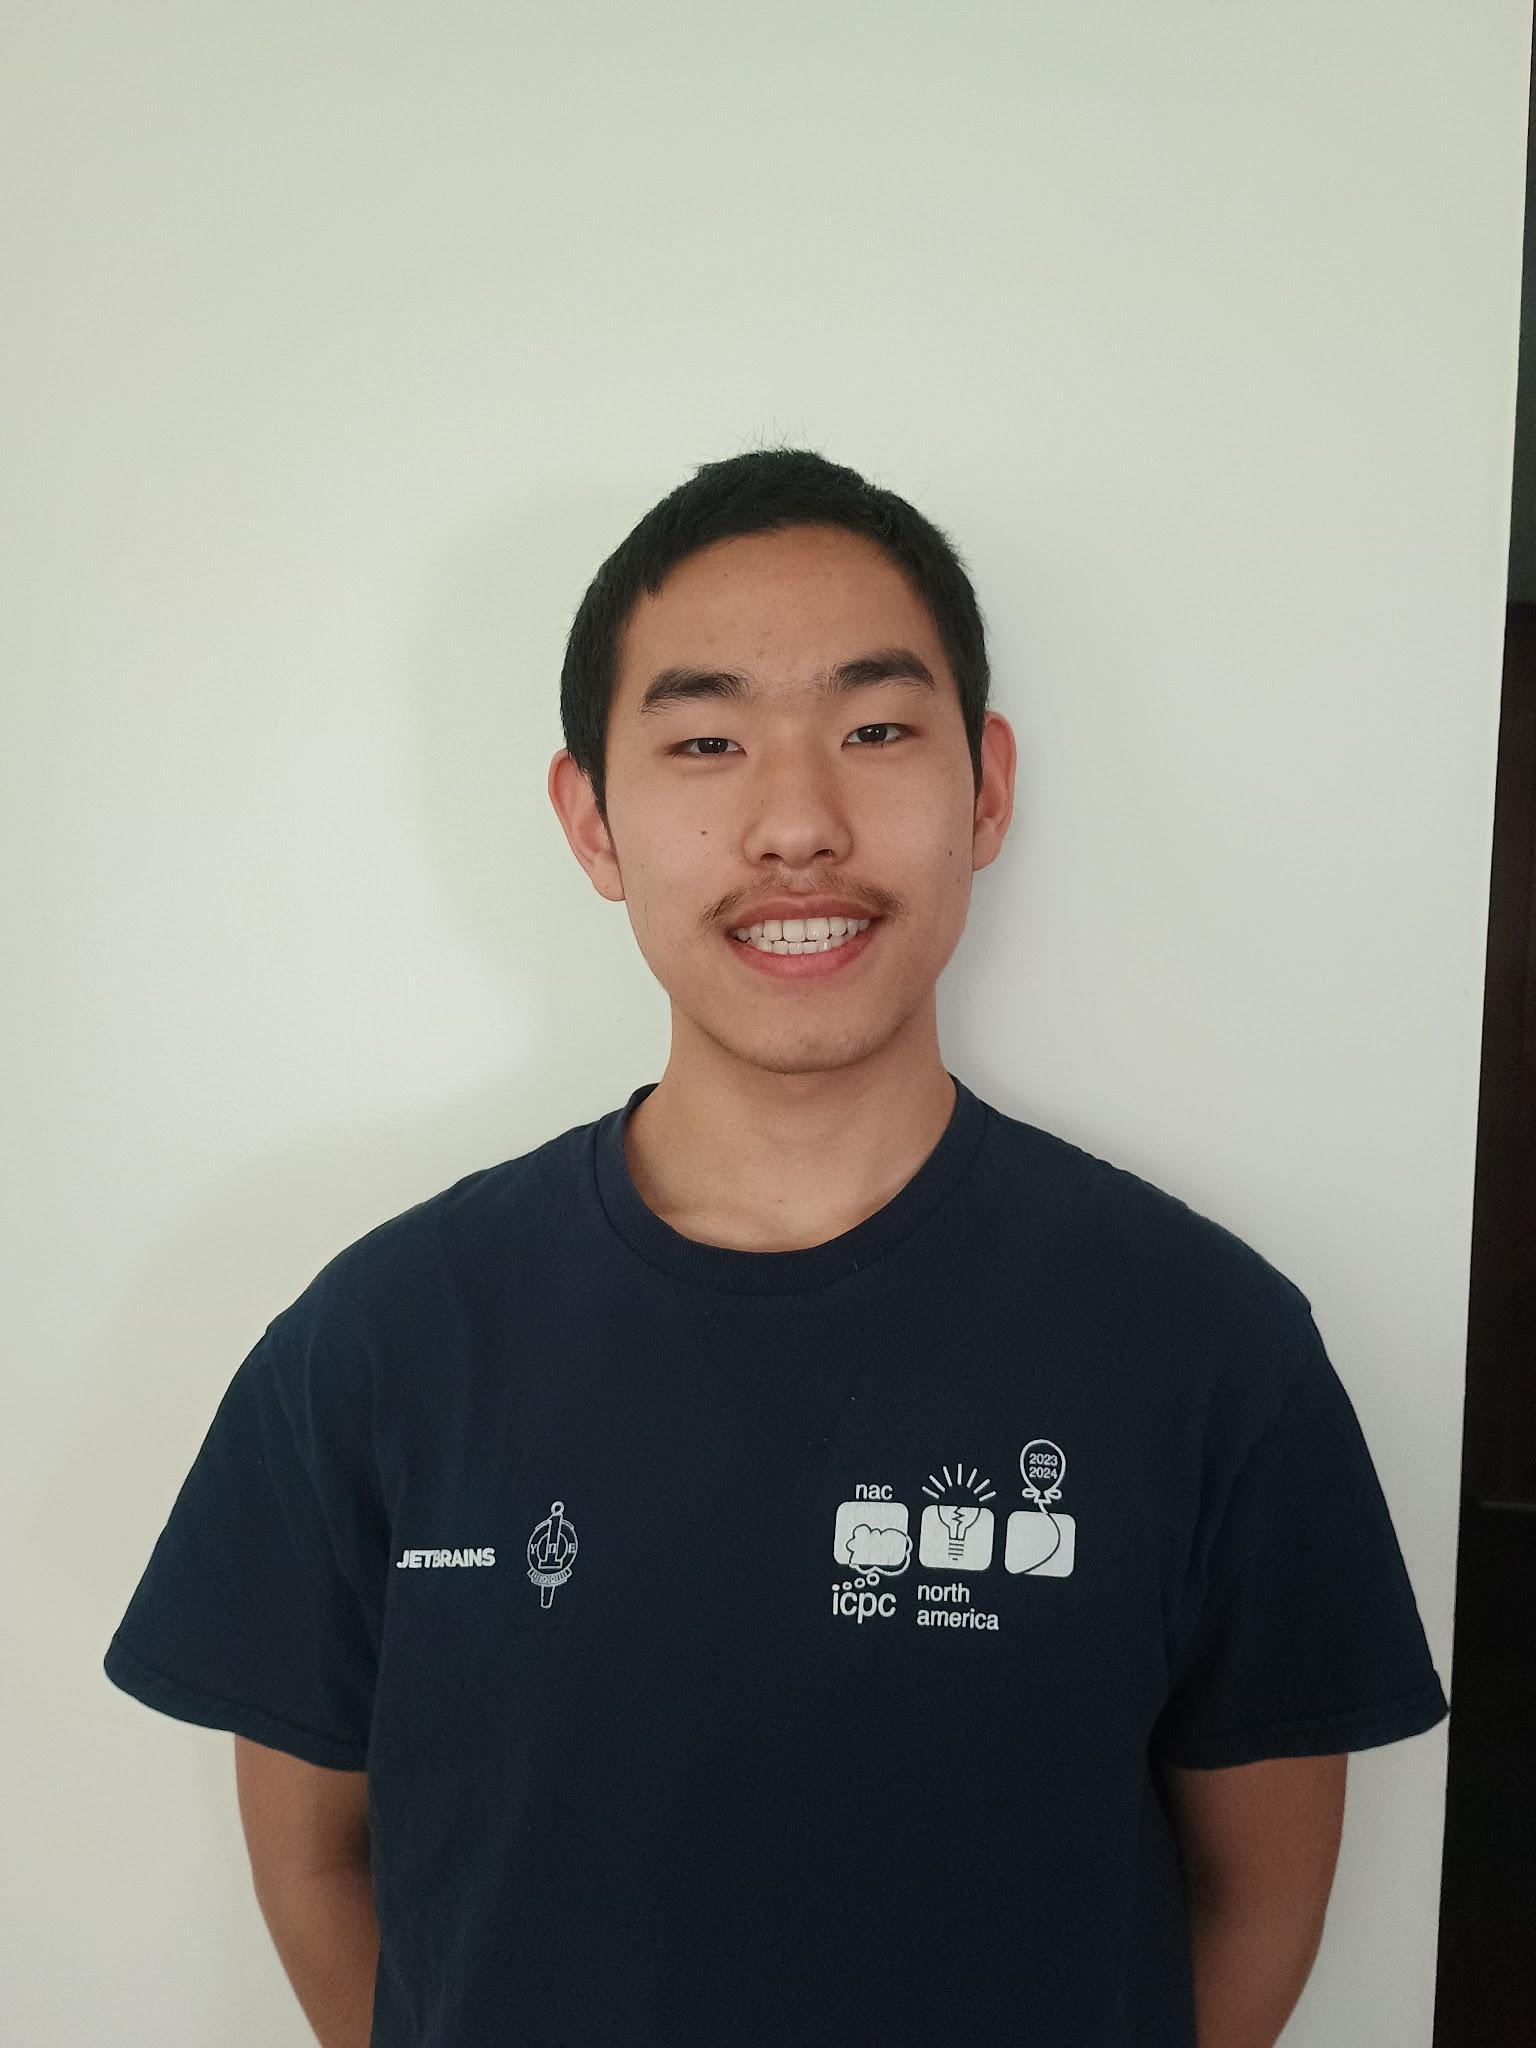 JETBRAINS
Y Π E
nac
2023
2024
icpc
north
america